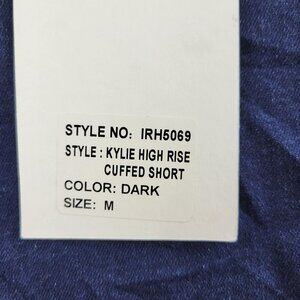 STYLE NO: IRH5069
STYLE : KYLIE HIGH RISE
CUFFED SHORT
COLOR: DARK
SIZE: M